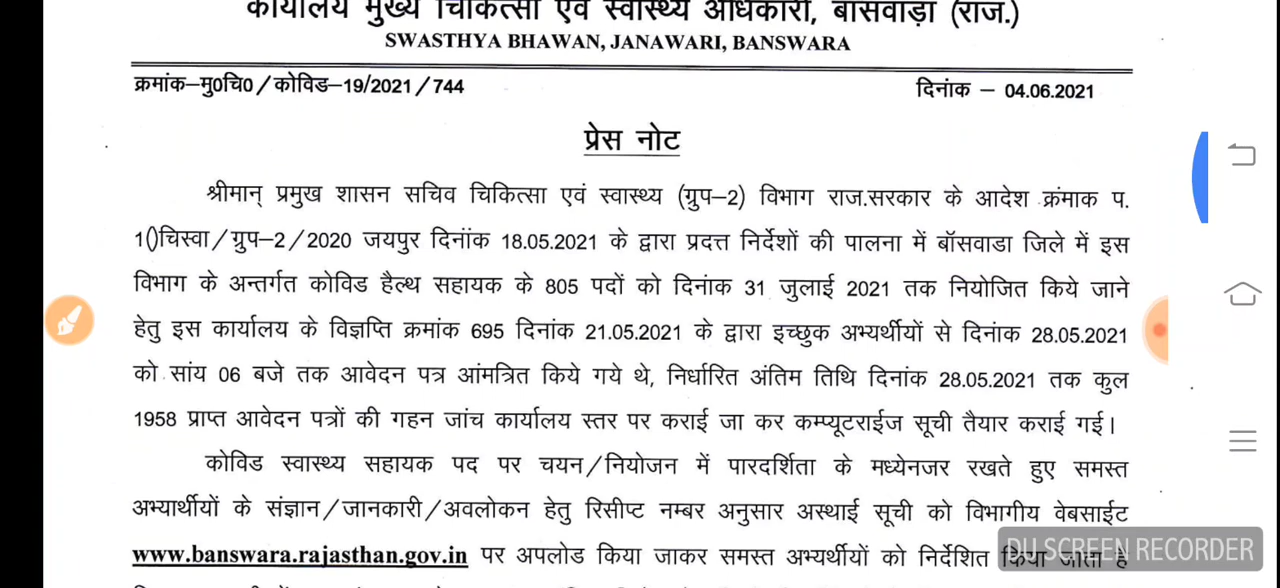 कार्यालय मुख्य चिकित्सा एवं स्वास्थ्य अधिकारी, बांसवाड़ा (राज.)
SWASTHYA BHAWAN, JANAWARI, BANSWARA
क्रमांक–मु0चि0/कोविड–19/2021/744 दिनांक – 04.06.2021
प्रेस नोट
श्रीमान् प्रमुख शासन सचिव चिकित्सा एवं स्वास्थ्य (ग्रुप–2) विभाग राज.सरकार के आदेश क्रंमाक प.
1()चिस्वा/ग्रुप–2/2020 जयपुर दिनांक 18.05.2021 के द्वारा प्रदत्त निर्देशों की पालना में बॉसवाडा जिले में इस
विभाग के अन्तर्गत कोविड हैल्थ सहायक के 805 पदों को दिनांक 31 जुलाई 2021 तक नियोजित किये जाने
हेतु इस कार्यालय के विज्ञप्ति क्रमांक 695 दिनांक 21.05.2021 के द्वारा इच्छुक अभ्यर्थीयों से दिनांक 28.05.2021
को सांय 06 बजे तक आवेदन पत्र आंमत्रित किये गये थे, निर्धारित अंतिम तिथि दिनांक 28.05.2021 तक कुल
1958 प्राप्त आवेदन पत्रों की गहन जांच कार्यालय स्तर पर कराई जा कर कम्प्यूटराईज सूची तैयार कराई गई।
कोविड स्वास्थ्य सहायक पद पर चयन/नियोजन में पारदर्शिता के मध्येनजर रखते हुए समस्त
अभ्यार्थीयों के संज्ञान/जानकारी/अवलोकन हेतु रिसीप्ट नम्बर अनुसार अस्थाई सूची को विभागीय वेबसाईट
www.banswara.rajasthan.gov.in पर अपलोड किया जाकर समस्त अभ्यर्थीयों को निर्देशित किया जाता है
DU SCREEN RECORDER